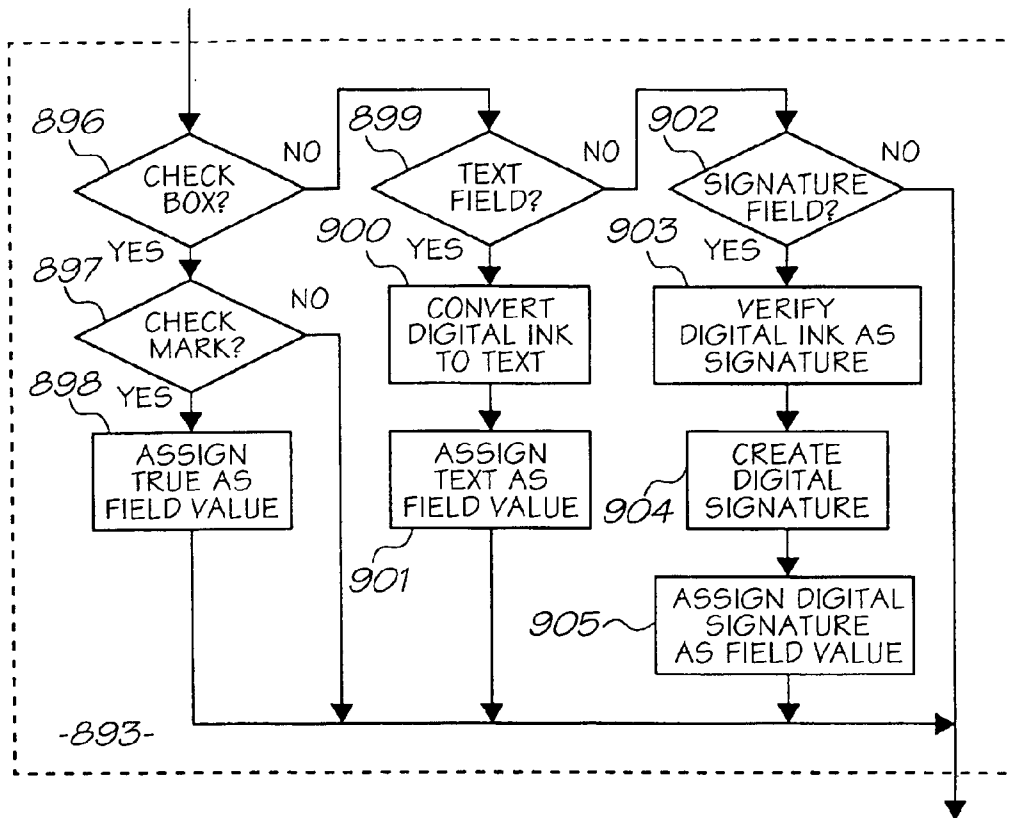 896
CHECK
BOX?
NO
YES
897
CHECK
MARK?
NO
YES
898
ASSIGN
TRUE AS
FIELD VALUE
899
TEXT
FIELD?
NO
YES
900
CONVERT
DIGITAL INK
TO TEXT
ASSIGN
TEXT AS
FIELD VALUE
901
902
SIGNATURE
FIELD?
NO
YES
903
VERIFY
DIGITAL INK AS
SIGNATURE
CREATE
DIGITAL
SIGNATURE
904
ASSIGN DIGITAL
SIGNATURE
AS FIELD VALUE
905
-893-